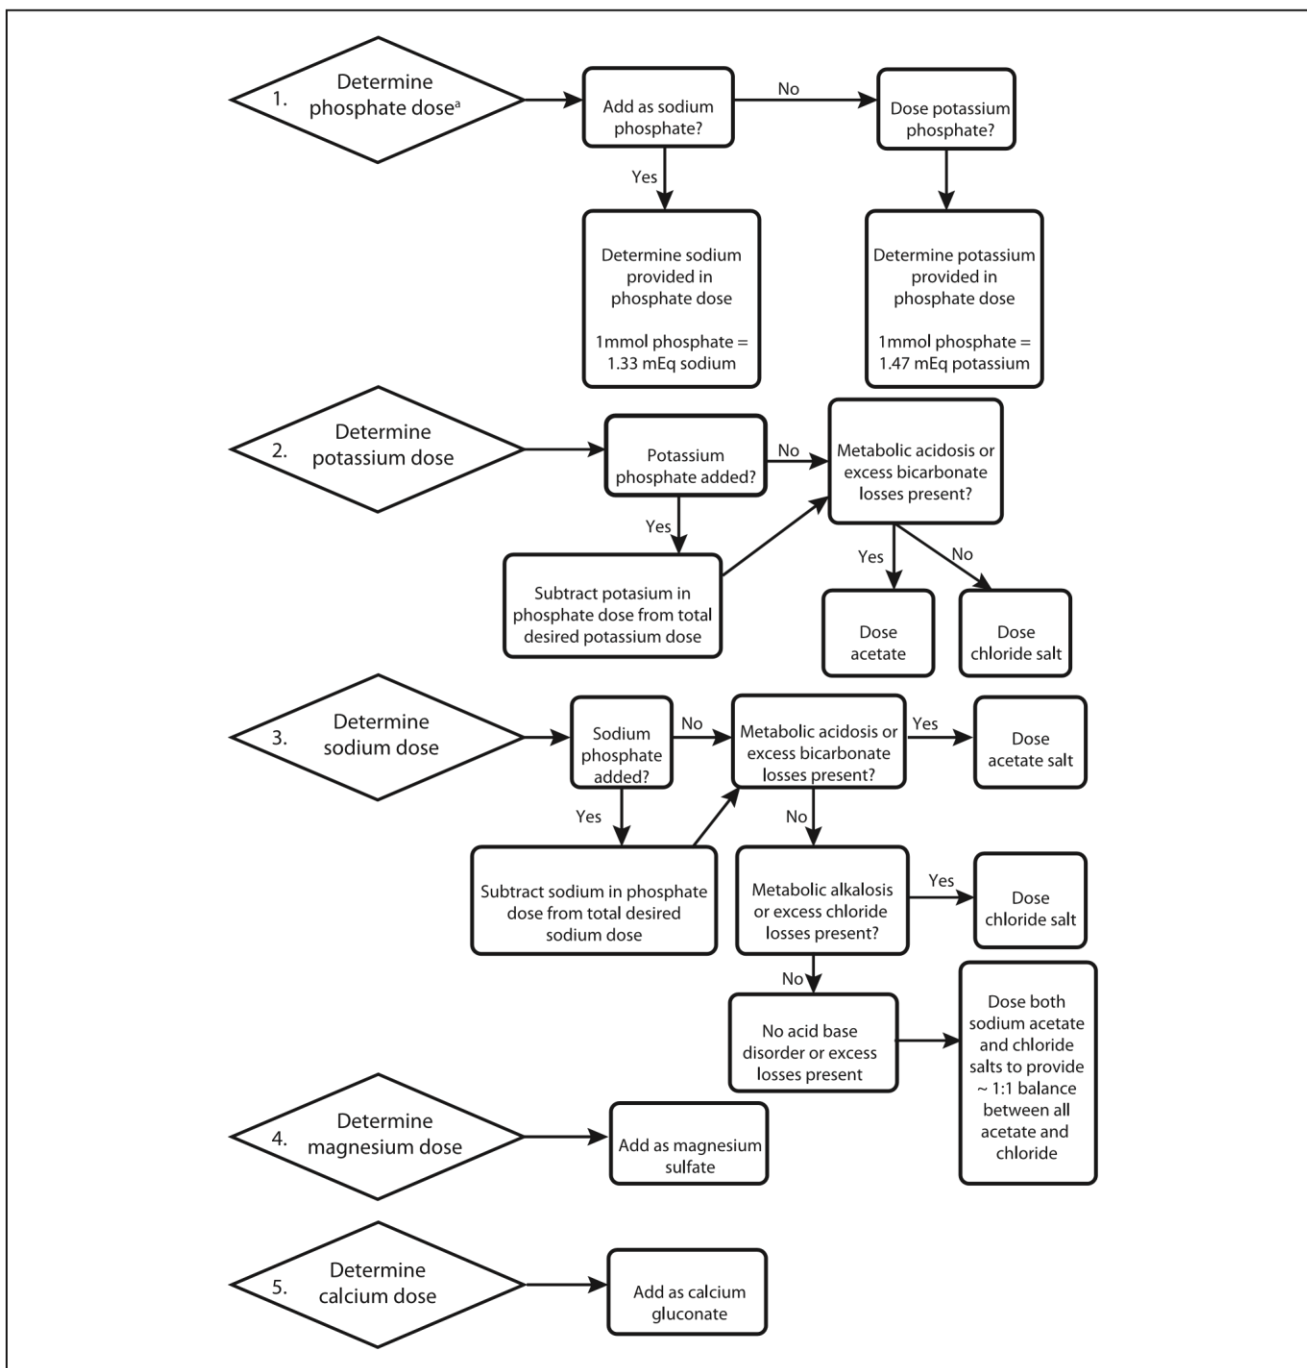 1.
Determine
phosphate doseᵃ
Add as sodium
phosphate?
No
Dose potassium
phosphate?
Yes
Determine sodium
provided in
phosphate dose
1mmol phosphate =
1.33 mEq sodium
Determine potassium
provided in
phosphate dose
1mmol phosphate =
1.47 mEq potassium
2.
Determine
potassium dose
Potassium
phosphate added?
No
Metabolic acidosis or
excess bicarbonate
losses present?
Yes
Subtract potasium in
phosphate dose from total
desired potassium dose
Yes
No
Dose
acetate
Dose
chloride salt
3.
Determine
sodium dose
Sodium
phosphate
added?
No
Metabolic acidosis or
excess bicarbonate
losses present?
Yes
Dose
acetate salt
Yes
No
Subtract sodium in phosphate
dose from total desired
sodium dose
Metabolic alkalosis
or excess chloride
losses present?
Yes
Dose
chloride salt
No
No acid base
disorder or excess
losses present
Dose both
sodium acetate
and chloride
salts to provide
~ 1:1 balance
between all
acetate and
chloride
4.
Determine
magnesium dose
Add as magnesium
sulfate
5.
Determine
calcium dose
Add as calcium
gluconate